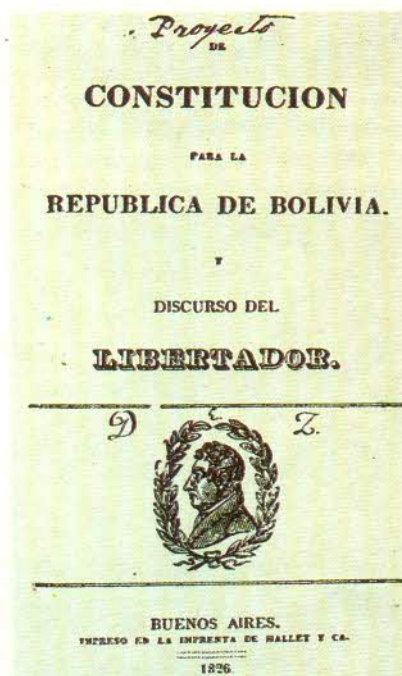 Proyecto
DE
CONSTITUCION
PARA LA
REPUBLICA DE BOLIVIA.
Y
DISCURSO DEL
LIBERTADOR.
D Z.
BUENOS AIRES.
IMPRESO EN LA IMPRENTA DE HALLET Y CA.
1826.